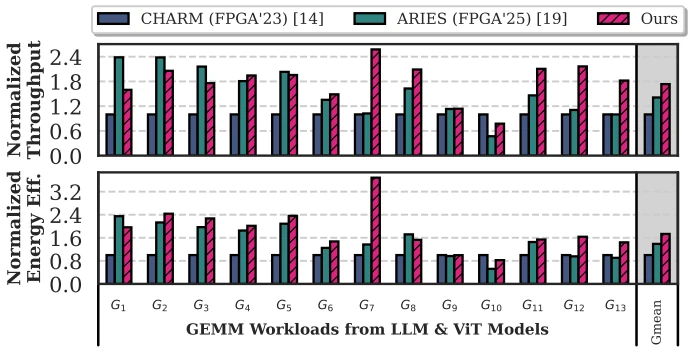 CHARM (FPGA'23) [14] ARIES (FPGA'25) [19] Ours
Normalized
Throughput
2.4
1.8
1.2
0.6
0.0
Normalized
Energy Eff.
3.2
2.4
1.6
0.8
0.0
G1 G2 G3 G4 G5 G6 G7 G8 G9 G10 G11 G12 G13 Gmean
GEMM Workloads from LLM & ViT Models